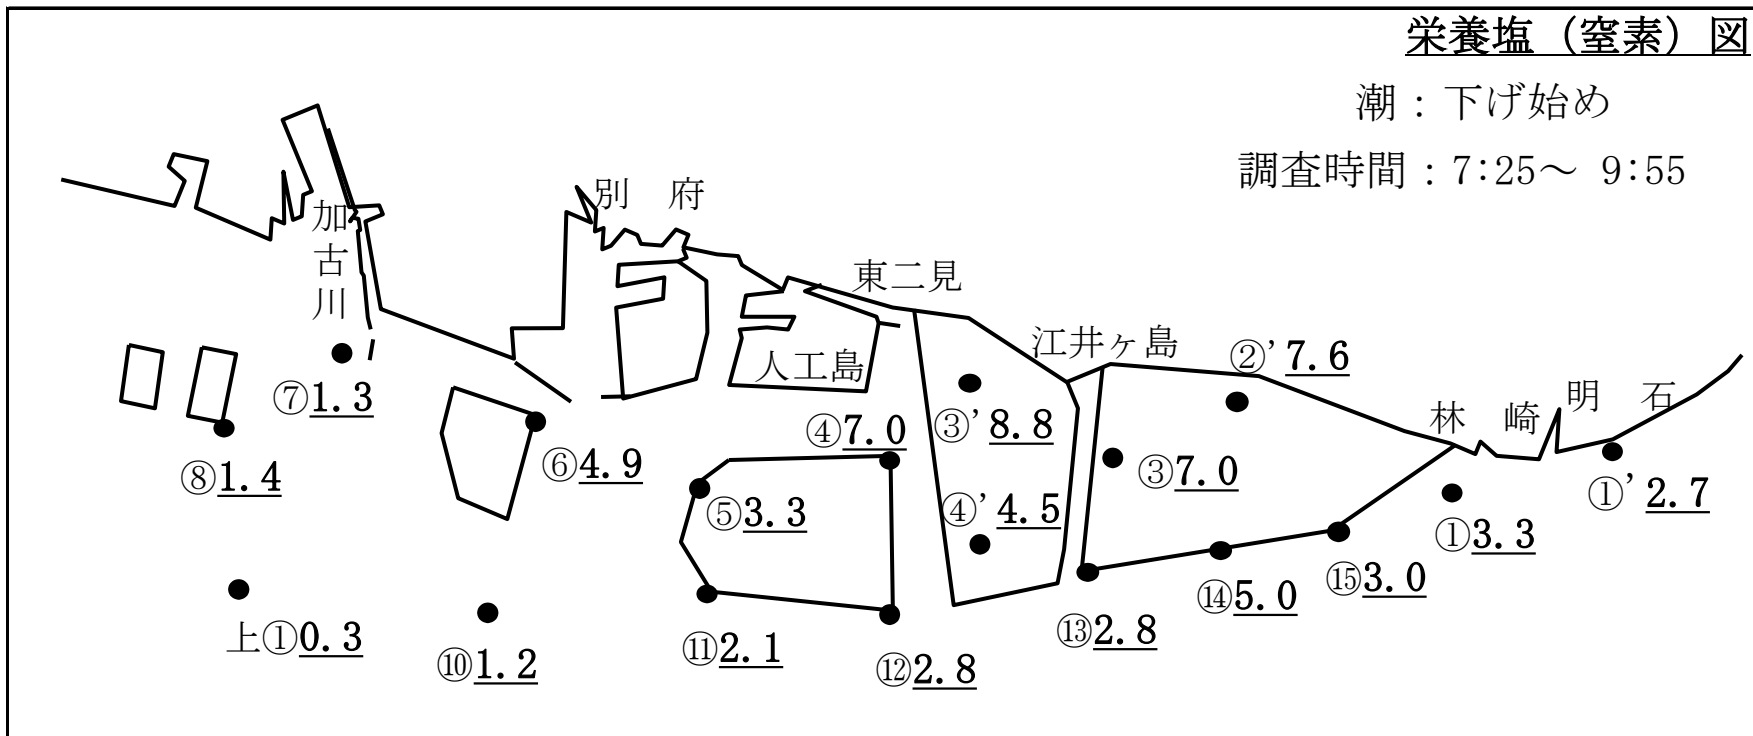 栄養塩（窒素）図
潮：下げ始め
調査時間：7:25～ 9:55
別 府
加古川
東二見
江井ヶ島
人工島
②’7.6
明 石
林 崎
⑦1.3
④7.0
③’8.8
⑧1.4
⑥4.9
③7.0
①’2.7
⑤3.3
④’4.5
①3.3
⑮3.0
⑭5.0
上①0.3
⑬2.8
⑩1.2
⑪2.1
⑫2.8